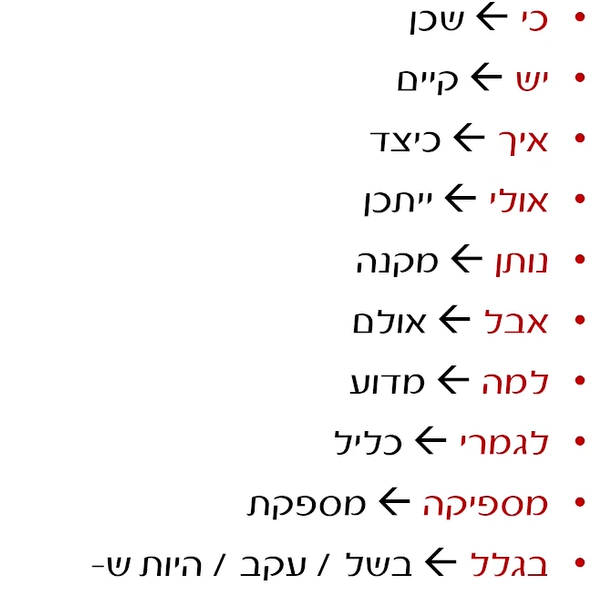 • כי ← שכן
• יש ← קיים
• איך ← כיצד
• אולי ← ייתכן
• נותן ← מקנה
• אבל ← אולם
• למה ← מדוע
• לגמרי ← כליל
• מספיקה ← מספקת
• בגלל ← בשל / עקב / היות ש-